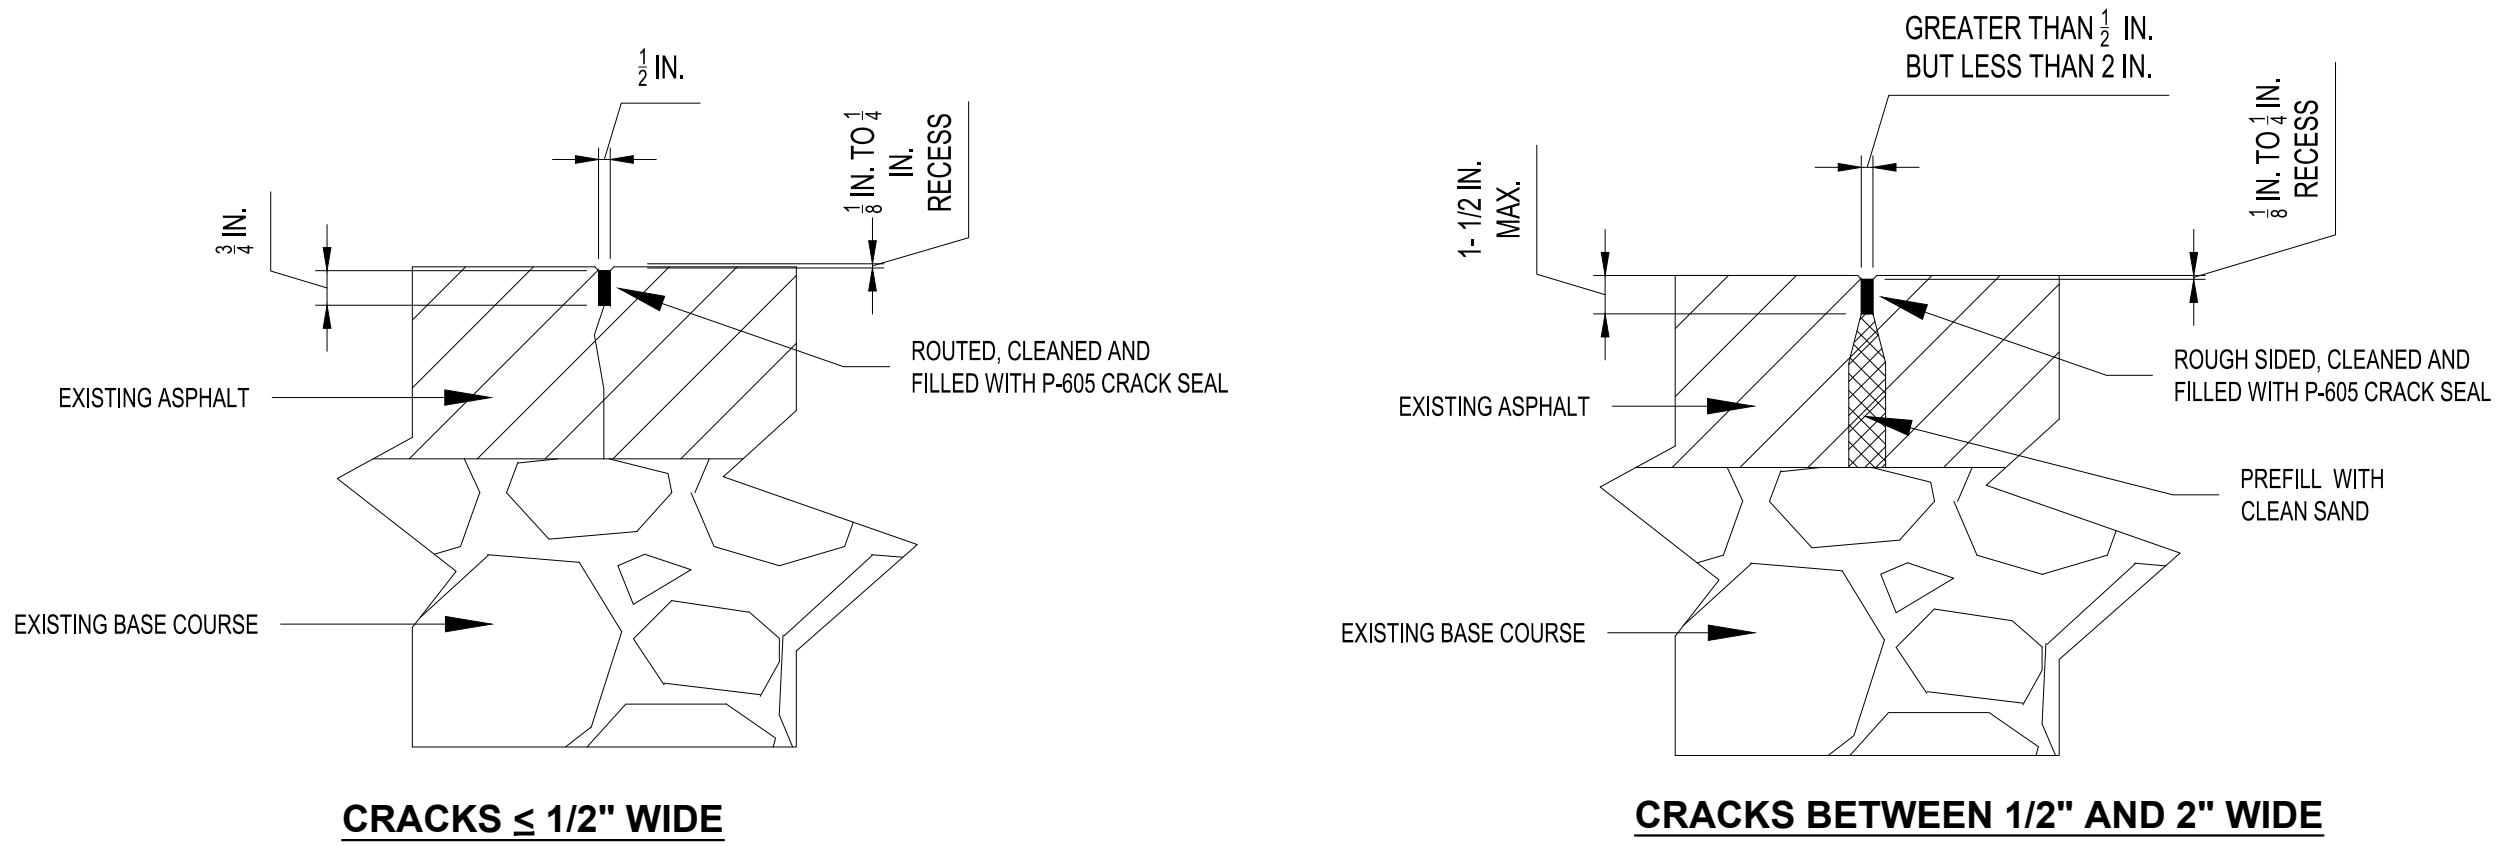 1/2 IN.
3/4 IN.
1/8 IN. TO 1/4
IN.
RECESS
ROUTED, CLEANED AND
FILLED WITH P-605 CRACK SEAL
EXISTING ASPHALT
EXISTING BASE COURSE
CRACKS ≤ 1/2" WIDE
GREATER THAN 1/2 IN.
BUT LESS THAN 2 IN.
1- 1/2 IN
MAX.
1/8 IN. TO 1/4 IN.
RECESS
ROUGH SIDED, CLEANED AND
FILLED WITH P-605 CRACK SEAL
EXISTING ASPHALT
PREFILL WITH
CLEAN SAND
EXISTING BASE COURSE
CRACKS BETWEEN 1/2" AND 2" WIDE